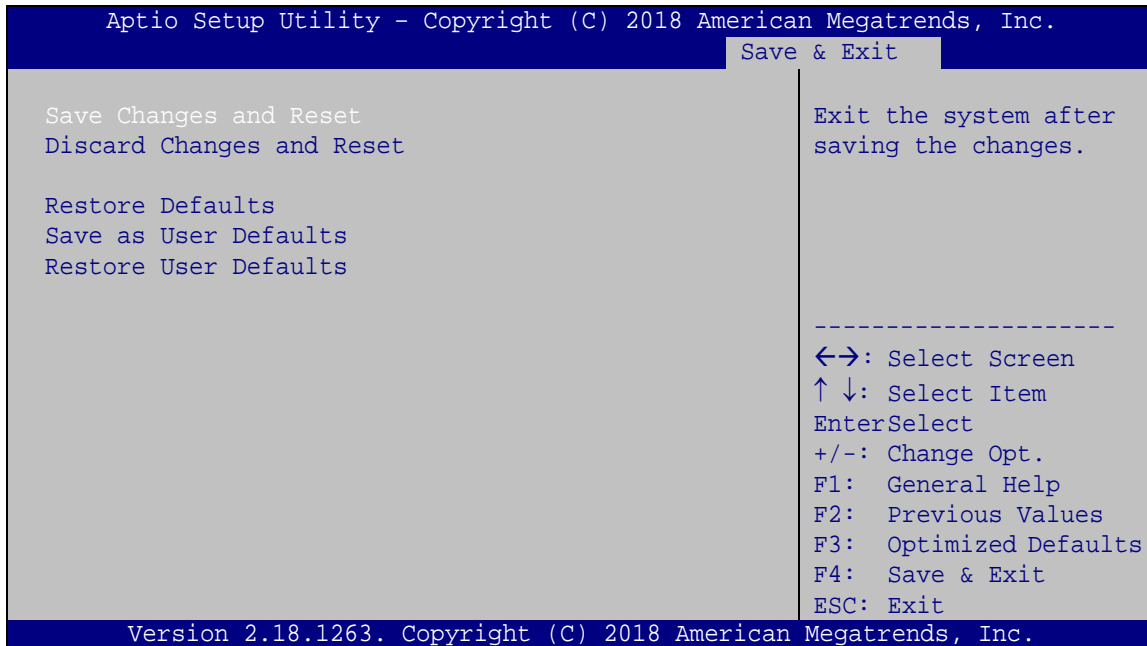 Aptio Setup Utility – Copyright (C) 2018 American Megatrends, Inc.
Save & Exit
Save Changes and Reset
Discard Changes and Reset
Restore Defaults
Save as User Defaults
Restore User Defaults
Exit the system after
saving the changes.
---------------------
←→: Select Screen
↑ ↓: Select Item
EnterSelect
+/-: Change Opt.
F1: General Help
F2: Previous Values
F3: Optimized Defaults
F4: Save & Exit
ESC: Exit
Version 2.18.1263. Copyright (C) 2018 American Megatrends, Inc.